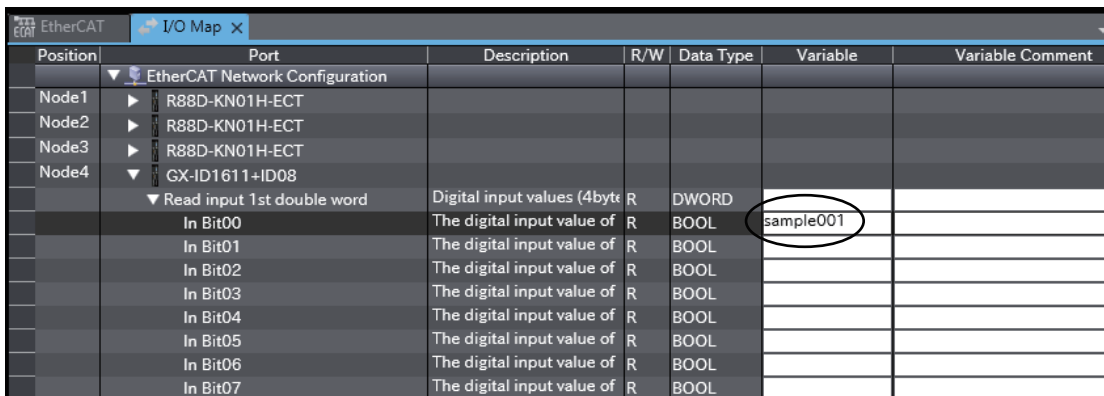 EtherCAT I/O Map
Position Port Description R/W Data Type Variable Variable Comment
EtherCAT Network Configuration
Node1 R88D-KN01H-ECT
Node2 R88D-KN01H-ECT
Node3 R88D-KN01H-ECT
Node4 GX-ID1611+ID08
Read input 1st double word Digital input values (4byte R DWORD
In Bit00 The digital input value of R BOOL sample001
In Bit01 The digital input value of R BOOL
In Bit02 The digital input value of R BOOL
In Bit03 The digital input value of R BOOL
In Bit04 The digital input value of R BOOL
In Bit05 The digital input value of R BOOL
In Bit06 The digital input value of R BOOL
In Bit07 The digital input value of R BOOL